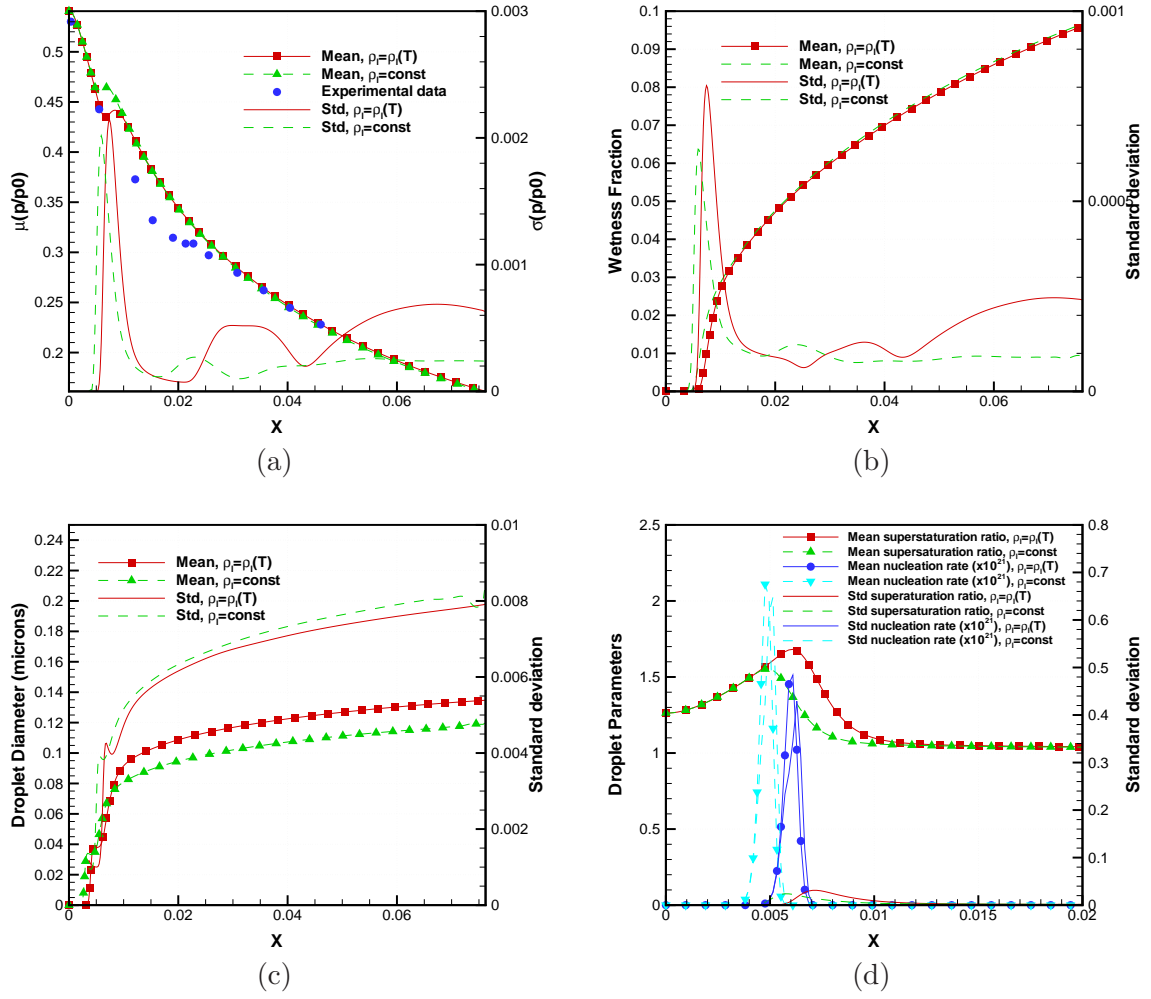 0.5
0.45
0.4
0.35
0.3
0.25
0.2
μ(p/p0)
0.003
0.002
0.001
0
σ(p/p0)
Mean, ρl=ρl(T)
Mean, ρl=const
Experimental data
Std, ρl=ρl(T)
Std, ρl=const
0 0.02 0.04 0.06
X
(a)
0.1
0.09
0.08
0.07
0.06
0.05
0.04
0.03
0.02
0.01
0
Wetness Fraction
0.001
0.0005
0
Standard deviation
Mean, ρl=ρl(T)
Mean, ρl=const
Std, ρl=ρl(T)
Std, ρl=const
0 0.02 0.04 0.06
X
(b)
0.24
0.22
0.2
0.18
0.16
0.14
0.12
0.1
0.08
0.06
0.04
0.02
0
Droplet Diameter (microns)
0.01
0.008
0.006
0.004
0.002
0
Standard deviation
Mean, ρl=ρl(T)
Mean, ρl=const
Std, ρl=ρl(T)
Std, ρl=const
0 0.02 0.04 0.06
X
(c)
2.5
2
1.5
1
0.5
0
Droplet Parameters
0.8
0.7
0.6
0.5
0.4
0.3
0.2
0.1
0
Standard deviation
Mean superstaturation ratio, ρl=ρl(T)
Mean supersaturation ratio, ρl=const
Mean nucleation rate (x10²¹), ρl=ρl(T)
Mean nucleation rate (x10²¹), ρl=const
Std superaturation ratio, ρl=ρl(T)
Std supersaturation ratio, ρl=const
Std nucleation rate (x10²¹), ρl=ρl(T)
Std nucleation rate (x10²¹), ρl=const
0 0.005 0.01 0.015 0.02
X
(d)